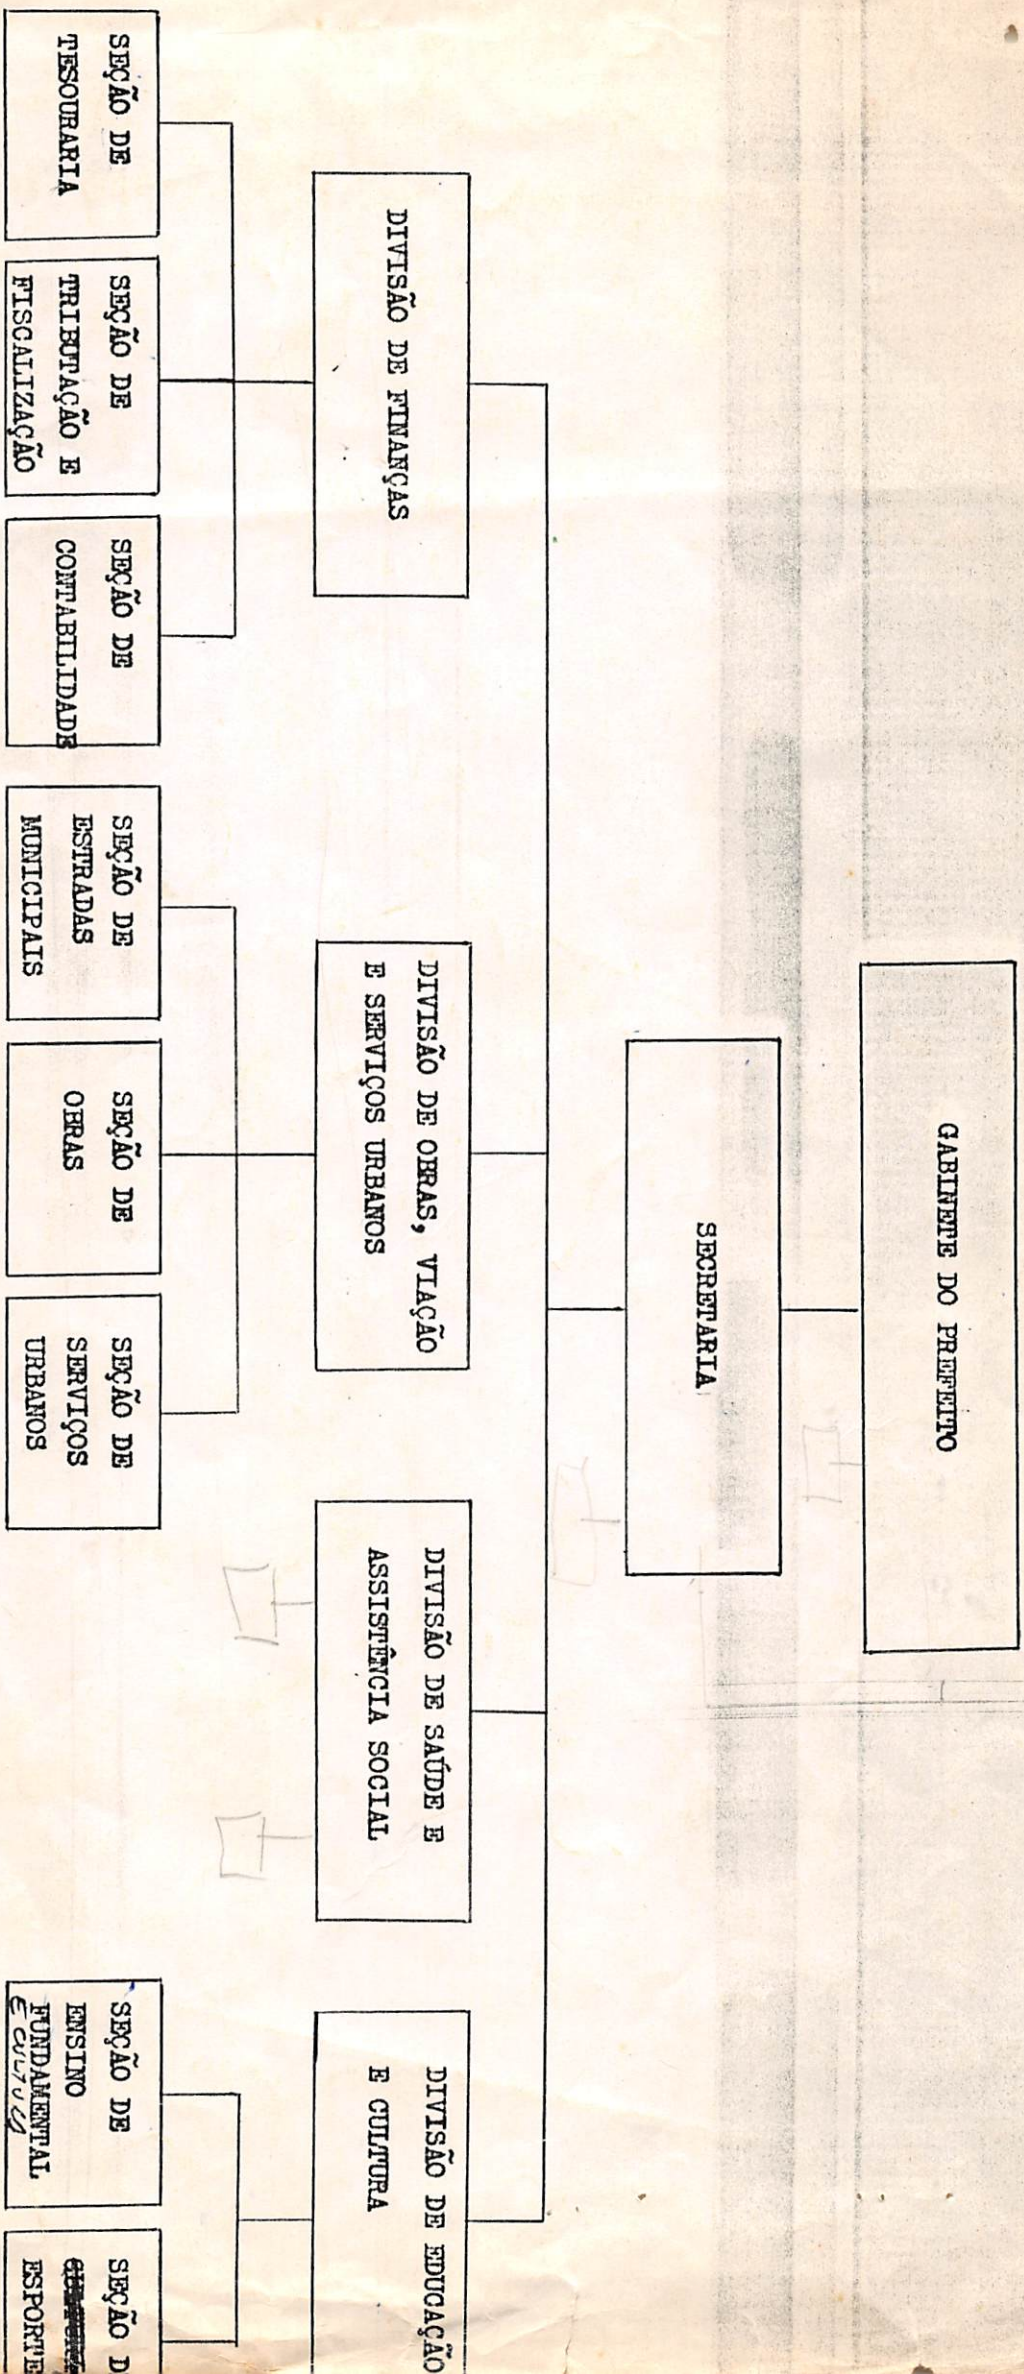 GABINETE DO PREFEITO
SECRETARIA
DIVISÃO DE FINANÇAS
DIVISÃO DE OBRAS, VIAÇÃO
E SERVIÇOS URBANOS
DIVISÃO DE SAÚDE E
ASSISTÊNCIA SOCIAL
DIVISÃO DE EDUCAÇÃO
E CULTURA
SEÇÃO DE
TESOURARIA
SEÇÃO DE
TRIBUTAÇÃO E
FISCALIZAÇÃO
SEÇÃO DE
CONTABILIDADE
SEÇÃO DE
ESTRADAS
MUNICIPAIS
SEÇÃO DE
OBRAS
SEÇÃO DE
SERVIÇOS
URBANOS
SEÇÃO DE
ENSINO
FUNDAMENTAL
E CULTURA
SEÇÃO D
ESPORTE